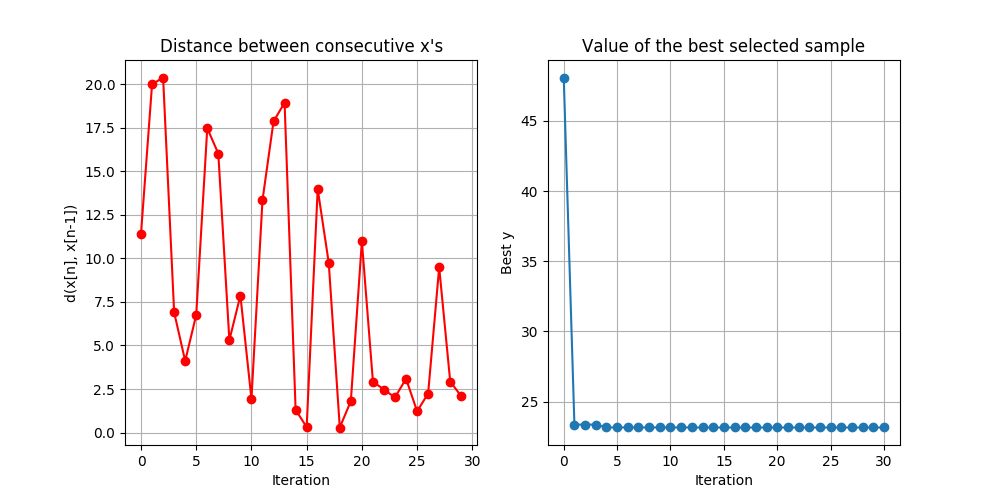 Distance between consecutive x's
20.0
17.5
15.0
12.5
10.0
7.5
5.0
2.5
0.0
d(x[n], x[n-1])
0 5 10 15 20 25 30
Iteration
Value of the best selected sample
45
40
35
30
25
Best y
0 5 10 15 20 25 30
Iteration